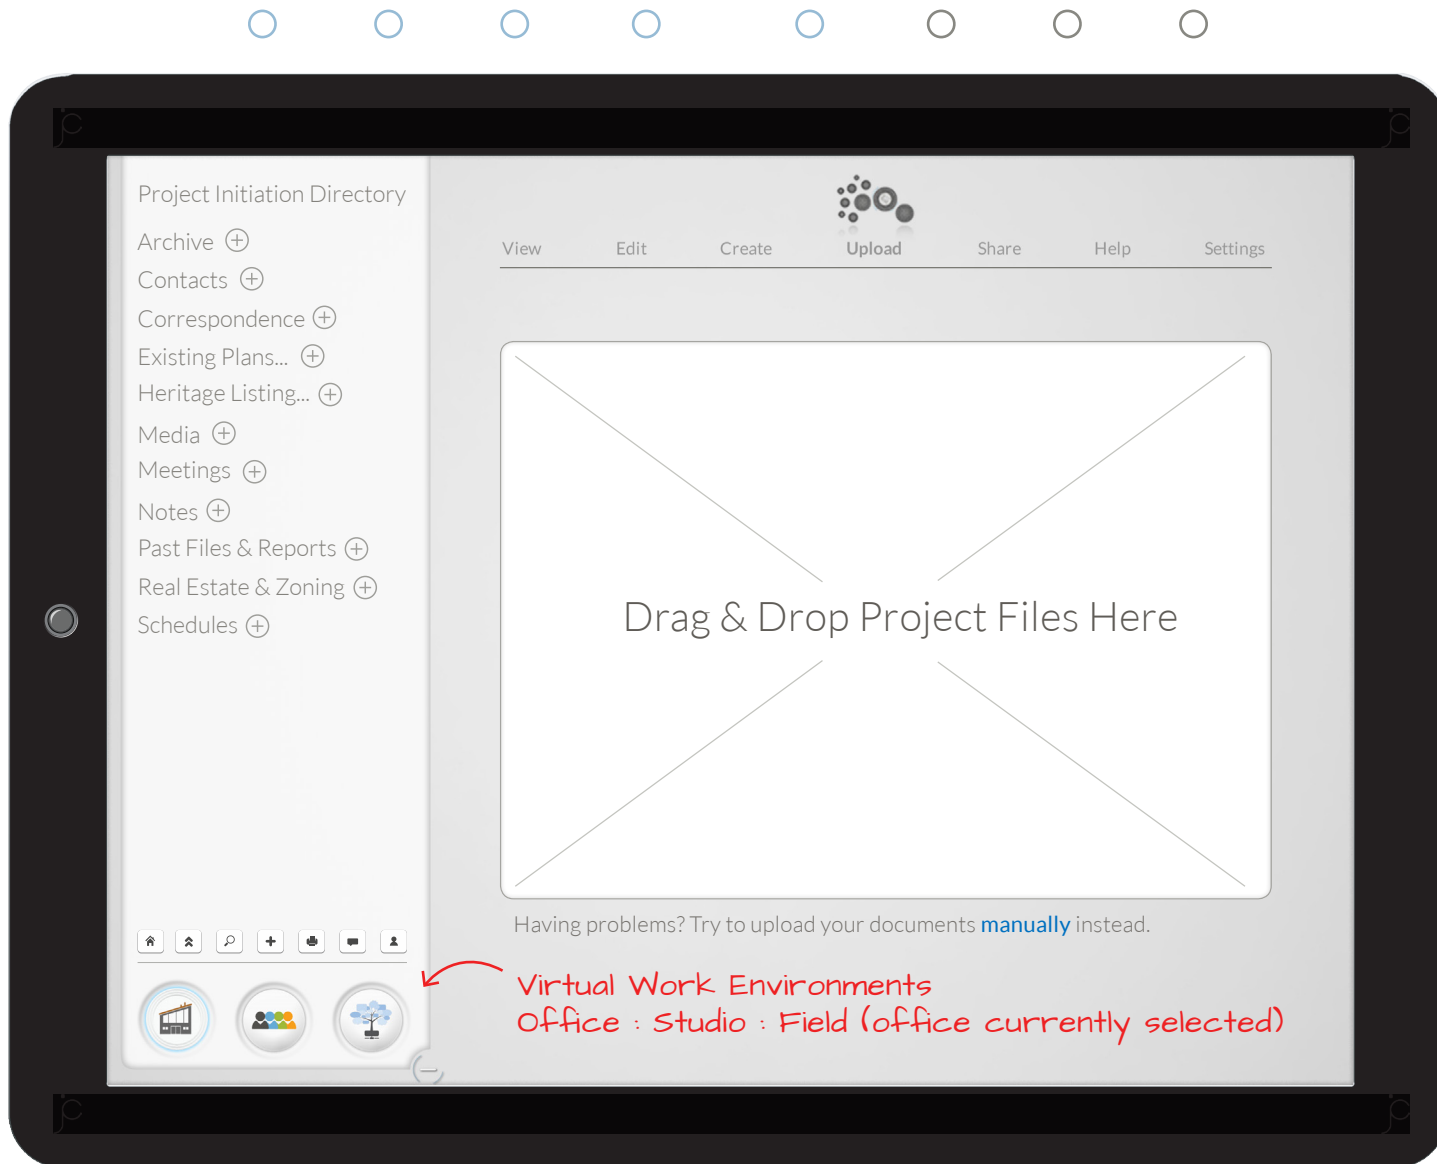 Project Initiation Directory
Archive
Contacts
Correspondence
Existing Plans...
Heritage Listing...
Media
Meetings
Notes
Past Files & Reports
Real Estate & Zoning
Schedules
View Edit Create Upload Share Help Settings
Drag & Drop Project Files Here
Having problems? Try to upload your documents manually instead.
Virtual Work Environments
Office : Studio : Field (office currently selected)